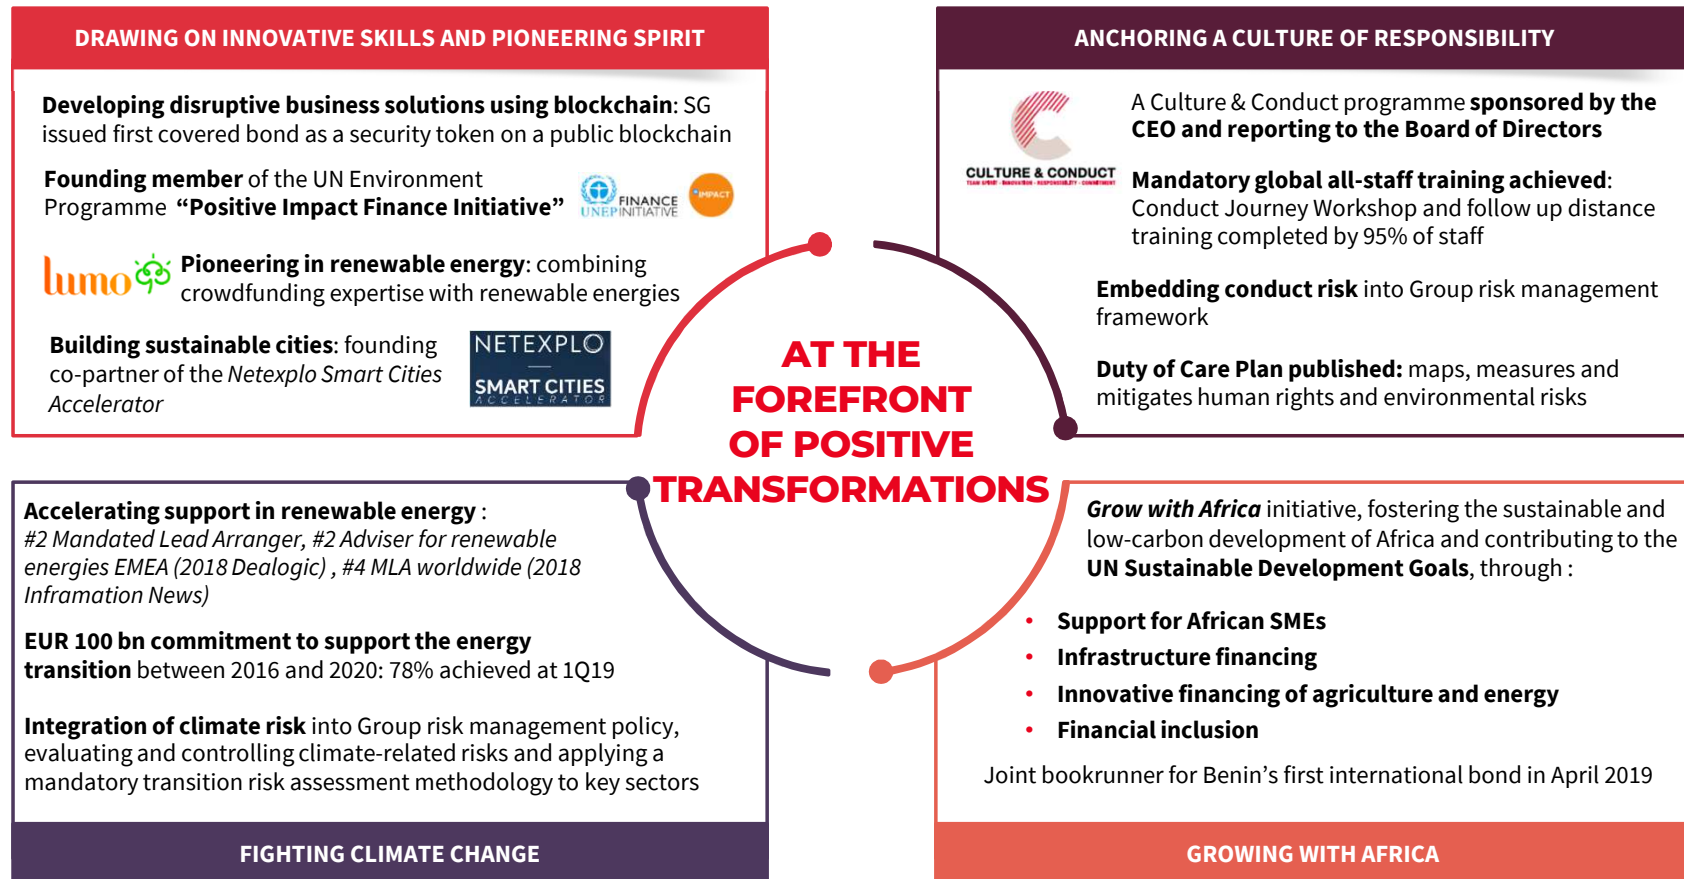 DRAWING ON INNOVATIVE SKILLS AND PIONEERING SPIRIT
Developing disruptive business solutions using blockchain: SG
issued first covered bond as a security token on a public blockchain
Founding member of the UN Environment
Programme “Positive Impact Finance Initiative”
UNEP
FINANCE
INITIATIVE
IMPACT
lumo
Pioneering in renewable energy: combining
crowdfunding expertise with renewable energies
Building sustainable cities: founding
co-partner of the Netexplo Smart Cities
Accelerator
NETEXPLO
SMART CITIES
ACCELERATOR
ANCHORING A CULTURE OF RESPONSIBILITY
CULTURE & CONDUCT
TEAM SPIRIT - INNOVATION - RESPONSIBILITY - COMMITMENT
A Culture & Conduct programme sponsored by the
CEO and reporting to the Board of Directors
Mandatory global all-staff training achieved:
Conduct Journey Workshop and follow up distance
training completed by 95% of staff
Embedding conduct risk into Group risk management
framework
Duty of Care Plan published: maps, measures and
mitigates human rights and environmental risks
AT THE
FOREFRONT
OF POSITIVE
TRANSFORMATIONS
Accelerating support in renewable energy :
#2 Mandated Lead Arranger, #2 Adviser for renewable
energies EMEA (2018 Dealogic) , #4 MLA worldwide (2018
Inframation News)
EUR 100 bn commitment to support the energy
transition between 2016 and 2020: 78% achieved at 1Q19
Integration of climate risk into Group risk management policy,
evaluating and controlling climate-related risks and applying a
mandatory transition risk assessment methodology to key sectors
FIGHTING CLIMATE CHANGE
Grow with Africa initiative, fostering the sustainable and
low-carbon development of Africa and contributing to the
UN Sustainable Development Goals, through :
• Support for African SMEs
• Infrastructure financing
• Innovative financing of agriculture and energy
• Financial inclusion
Joint bookrunner for Benin’s first international bond in April 2019
GROWING WITH AFRICA